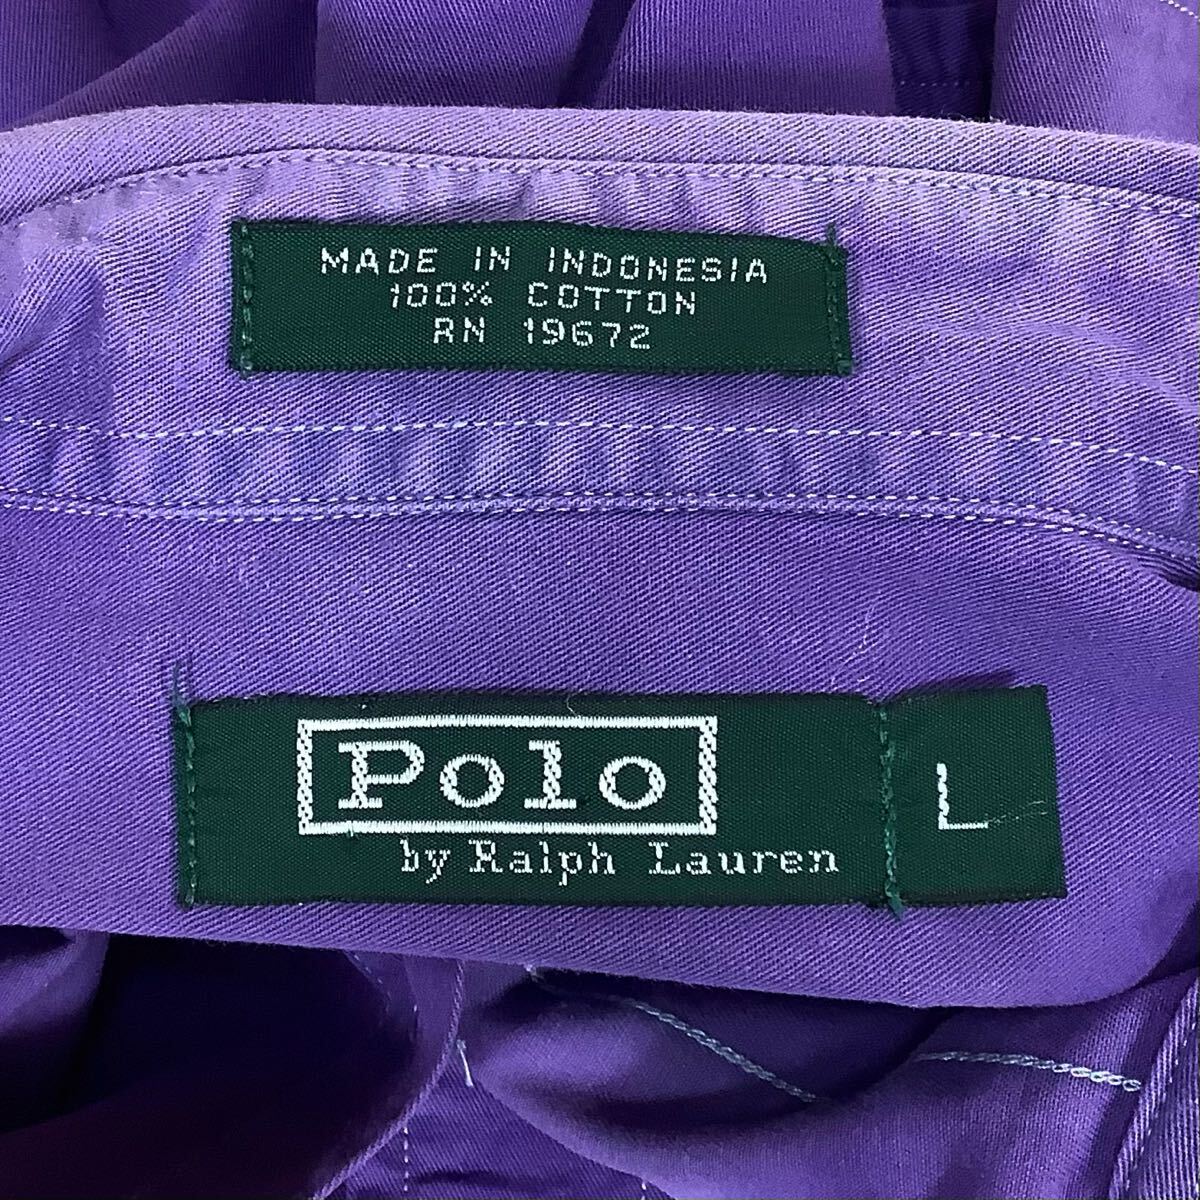 MADE IN INDONESIA
100% COTTON
RN 19672
Polo
by Ralph Lauren
L